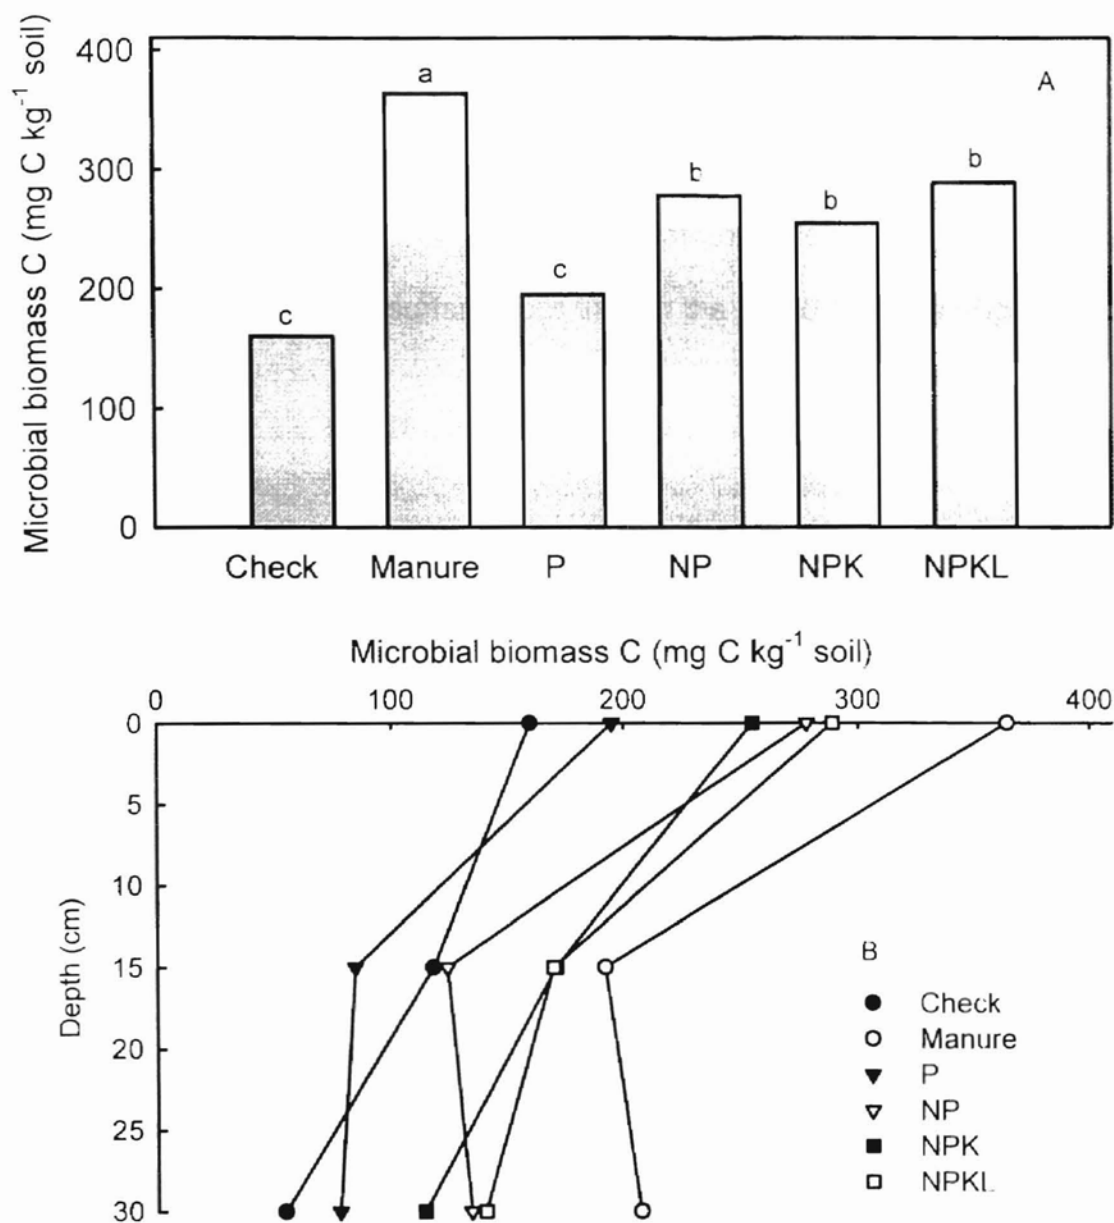 Microbial biomass C (mg C kg⁻¹ soil)
400
300
200
100
0
A
c
a
c
b
b
b
Check Manure P NP NPK NPKL
Microbial biomass C (mg C kg⁻¹ soil)
0 100 200 300 400
Depth (cm)
0
5
10
15
20
25
30
B
Check
Manure
P
NP
NPK
NPKL